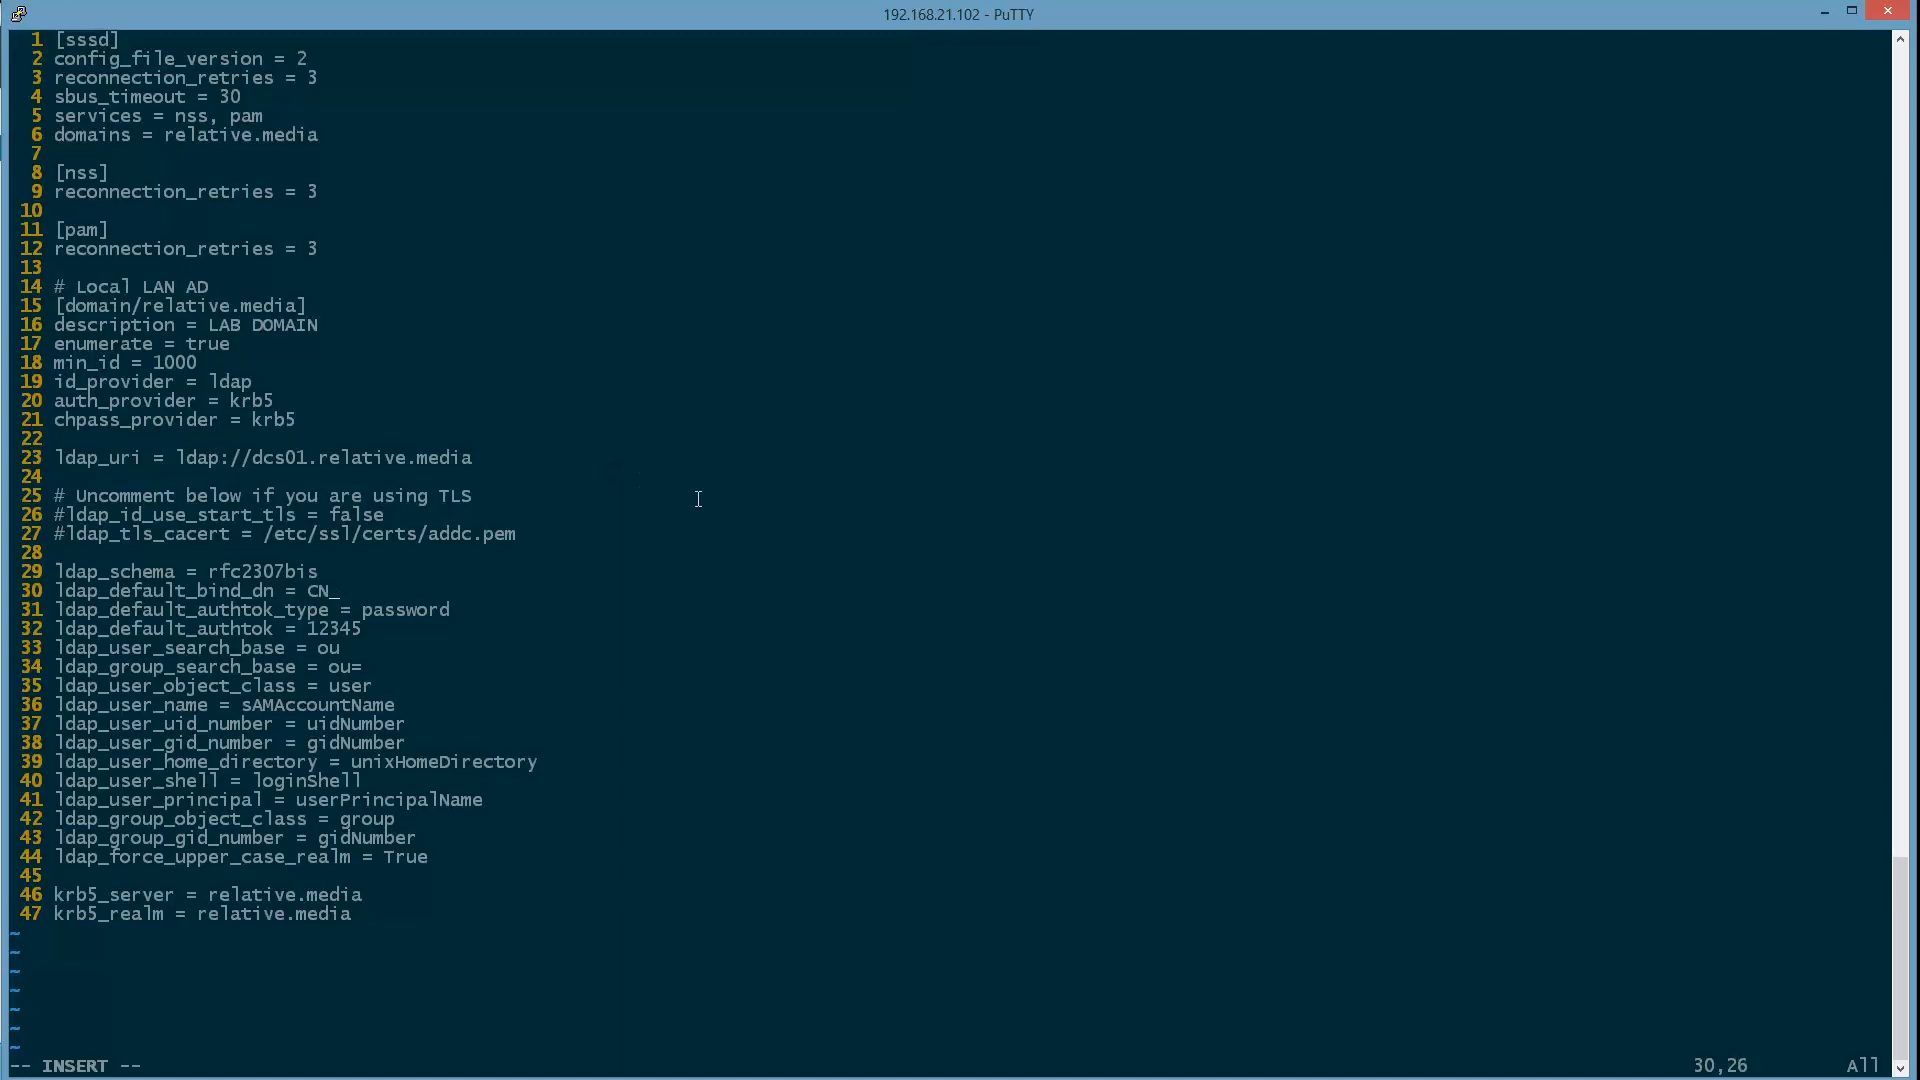 192.168.21.102 - PuTTY
1 [sssd]
2 config_file_version = 2
3 reconnection_retries = 3
4 sbus_timeout = 30
5 services = nss, pam
6 domains = relative.media
7
8 [nss]
9 reconnection_retries = 3
10
11 [pam]
12 reconnection_retries = 3
13
14 # Local LAN AD
15 [domain/relative.media]
16 description = LAB DOMAIN
17 enumerate = true
18 min_id = 1000
19 id_provider = ldap
20 auth_provider = krb5
21 chpass_provider = krb5
22
23 ldap_uri = ldap://dcs01.relative.media
24
25 # Uncomment below if you are using TLS
26 #ldap_id_use_start_tls = false
27 #ldap_tls_cacert = /etc/ssl/certs/addc.pem
28
29 ldap_schema = rfc2307bis
30 ldap_default_bind_dn = CN_
31 ldap_default_authtok_type = password
32 ldap_default_authtok = 12345
33 ldap_user_search_base = ou
34 ldap_group_search_base = ou=
35 ldap_user_object_class = user
36 ldap_user_name = sAMAccountName
37 ldap_user_uid_number = uidNumber
38 ldap_user_gid_number = gidNumber
39 ldap_user_home_directory = unixHomeDirectory
40 ldap_user_shell = loginShell
41 ldap_user_principal = userPrincipalName
42 ldap_group_object_class = group
43 ldap_group_gid_number = gidNumber
44 ldap_force_upper_case_realm = True
45
46 krb5_server = relative.media
47 krb5_realm = relative.media
~
~
~
~
~
~
~
-- INSERT -- 30,26 All